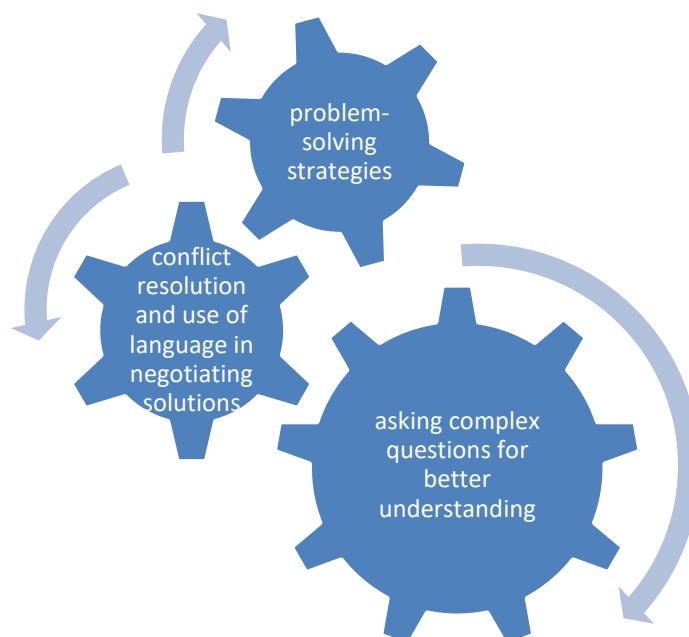 problem-
solving
strategies
conflict
resolution
and use of
language in
negotiating
solutions
asking complex
questions for
better
understanding